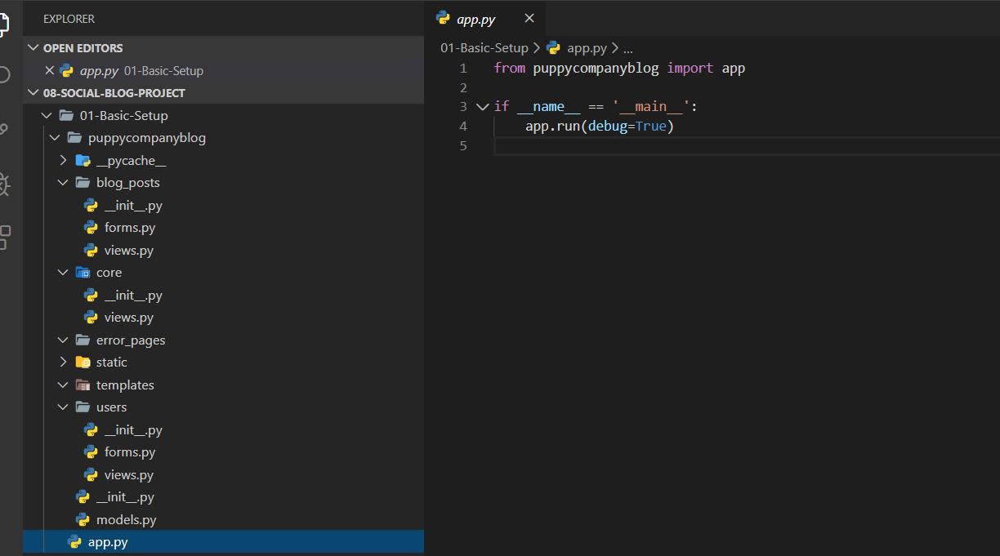 EXPLORER
OPEN EDITORS
app.py 01-Basic-Setup
08-SOCIAL-BLOG-PROJECT
01-Basic-Setup
puppycompanyblog
__pycache__
blog_posts
__init__.py
forms.py
views.py
core
__init__.py
views.py
error_pages
static
templates
users
__init__.py
forms.py
views.py
__init__.py
models.py
app.py
app.py
01-Basic-Setup > app.py > ...
1 from puppycompanyblog import app
2
3 if __name__ == '__main__':
4 app.run(debug=True)
5